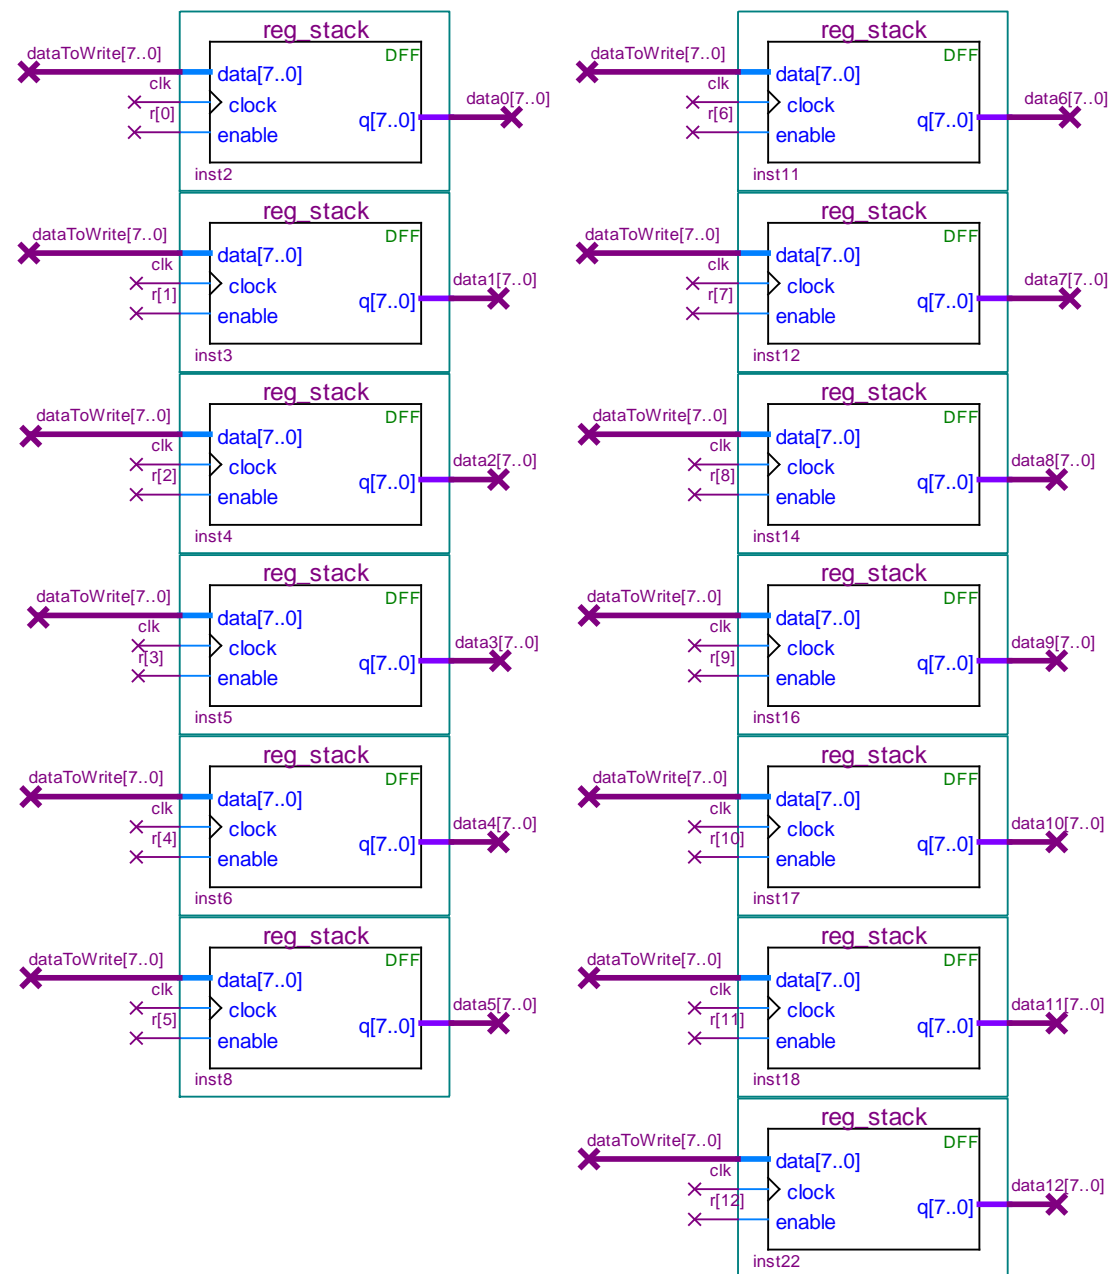 reg_stack
DFF
dataToWrite[7..0]
data[7..0]
clk
clock
r[0]
enable
q[7..0]
data0[7..0]
inst2
reg_stack
DFF
dataToWrite[7..0]
data[7..0]
clk
clock
r[1]
enable
q[7..0]
data1[7..0]
inst3
reg_stack
DFF
dataToWrite[7..0]
data[7..0]
clk
clock
r[2]
enable
q[7..0]
data2[7..0]
inst4
reg_stack
DFF
dataToWrite[7..0]
data[7..0]
clk
clock
r[3]
enable
q[7..0]
data3[7..0]
inst5
reg_stack
DFF
dataToWrite[7..0]
data[7..0]
clk
clock
r[4]
enable
q[7..0]
data4[7..0]
inst6
reg_stack
DFF
dataToWrite[7..0]
data[7..0]
clk
clock
r[5]
enable
q[7..0]
data5[7..0]
inst8
reg_stack
DFF
dataToWrite[7..0]
data[7..0]
clk
clock
r[6]
enable
q[7..0]
data6[7..0]
inst11
reg_stack
DFF
dataToWrite[7..0]
data[7..0]
clk
clock
r[7]
enable
q[7..0]
data7[7..0]
inst12
reg_stack
DFF
dataToWrite[7..0]
data[7..0]
clk
clock
r[8]
enable
q[7..0]
data8[7..0]
inst14
reg_stack
DFF
dataToWrite[7..0]
data[7..0]
clk
clock
r[9]
enable
q[7..0]
data9[7..0]
inst16
reg_stack
DFF
dataToWrite[7..0]
data[7..0]
clk
clock
r[10]
enable
q[7..0]
data10[7..0]
inst17
reg_stack
DFF
dataToWrite[7..0]
data[7..0]
clk
clock
r[11]
enable
q[7..0]
data11[7..0]
inst18
reg_stack
DFF
dataToWrite[7..0]
data[7..0]
clk
clock
r[12]
enable
q[7..0]
data12[7..0]
inst22